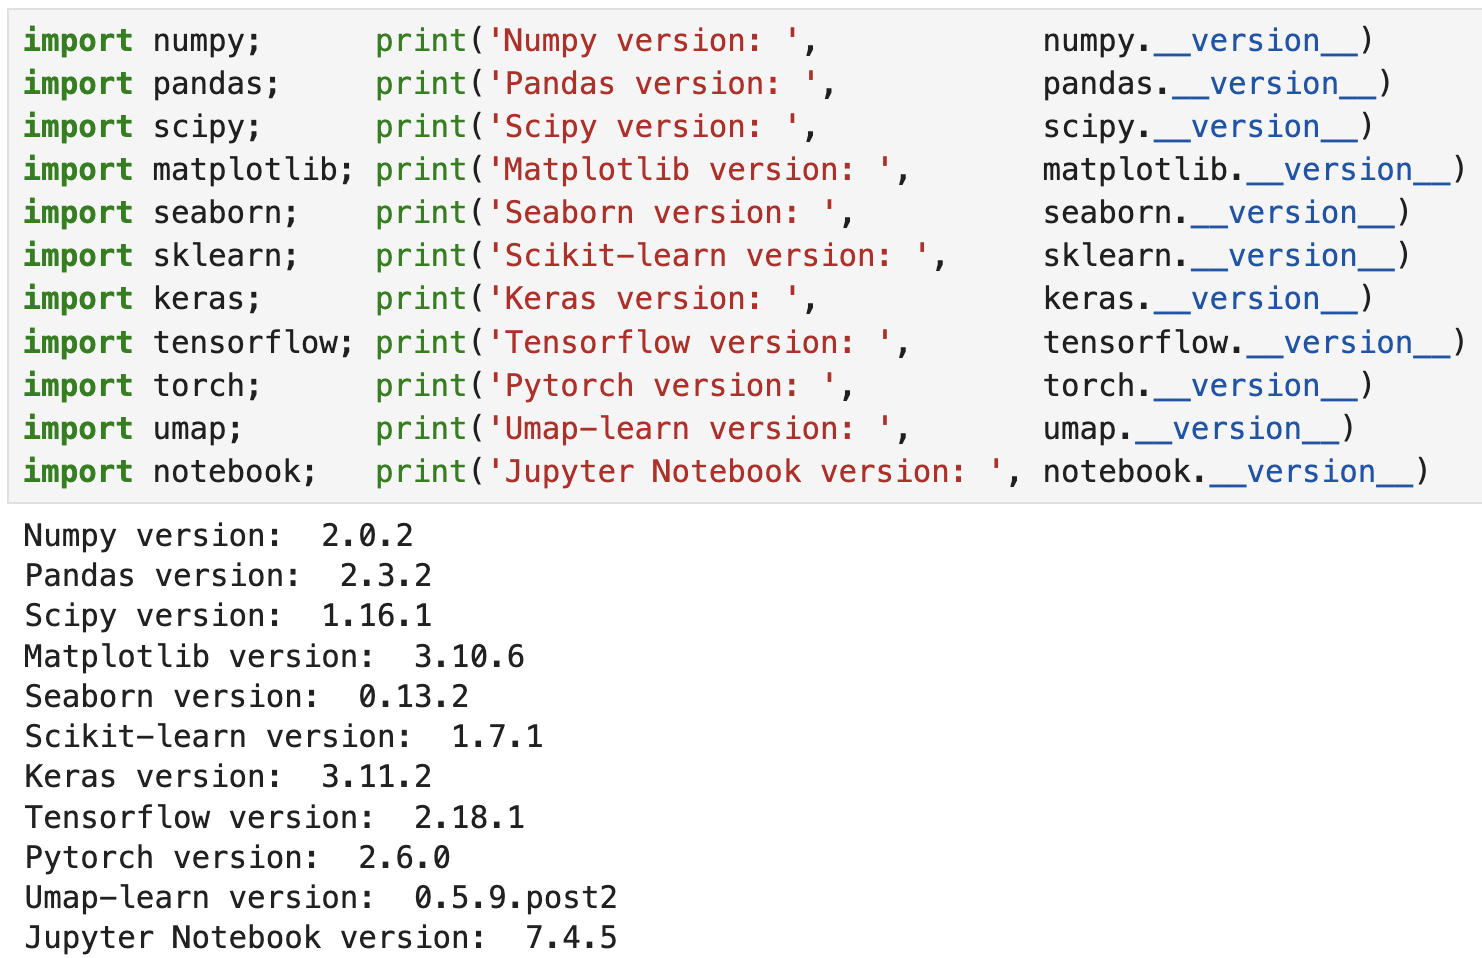 import numpy;      print('Numpy version: ',            numpy.__version__)
import pandas;     print('Pandas version: ',           pandas.__version__)
import scipy;      print('Scipy version: ',            scipy.__version__)
import matplotlib; print('Matplotlib version: ',       matplotlib.__version__)
import seaborn;    print('Seaborn version: ',          seaborn.__version__)
import sklearn;    print('Scikit-learn version: ',     sklearn.__version__)
import keras;      print('Keras version: ',            keras.__version__)
import tensorflow; print('Tensorflow version: ',       tensorflow.__version__)
import torch;      print('Pytorch version: ',          torch.__version__)
import umap;       print('Umap-learn version: ',       umap.__version__)
import notebook;   print('Jupyter Notebook version: ', notebook.__version__)
Numpy version:  2.0.2
Pandas version:  2.3.2
Scipy version:  1.16.1
Matplotlib version:  3.10.6
Seaborn version:  0.13.2
Scikit-learn version:  1.7.1
Keras version:  3.11.2
Tensorflow version:  2.18.1
Pytorch version:  2.6.0
Umap-learn version:  0.5.9.post2
Jupyter Notebook version:  7.4.5